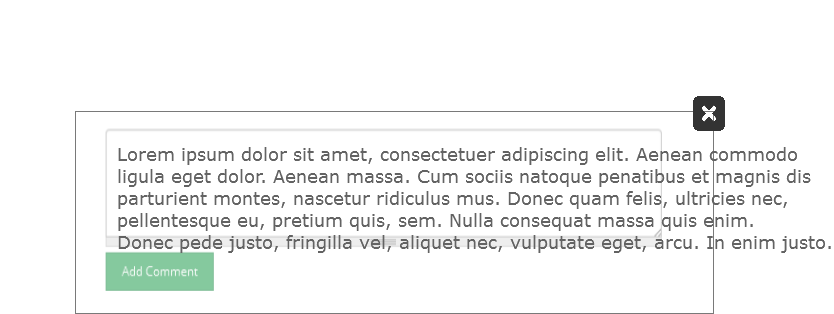 Lorem ipsum dolor sit amet, consectetuer adipiscing elit. Aenean commodo
ligula eget dolor. Aenean massa. Cum sociis natoque penatibus et magnis dis
parturient montes, nascetur ridiculus mus. Donec quam felis, ultricies nec,
pellentesque eu, pretium quis, sem. Nulla consequat massa quis enim.
Donec pede justo, fringilla vel, aliquet nec, vulputate eget, arcu. In enim justo.
Add Comment